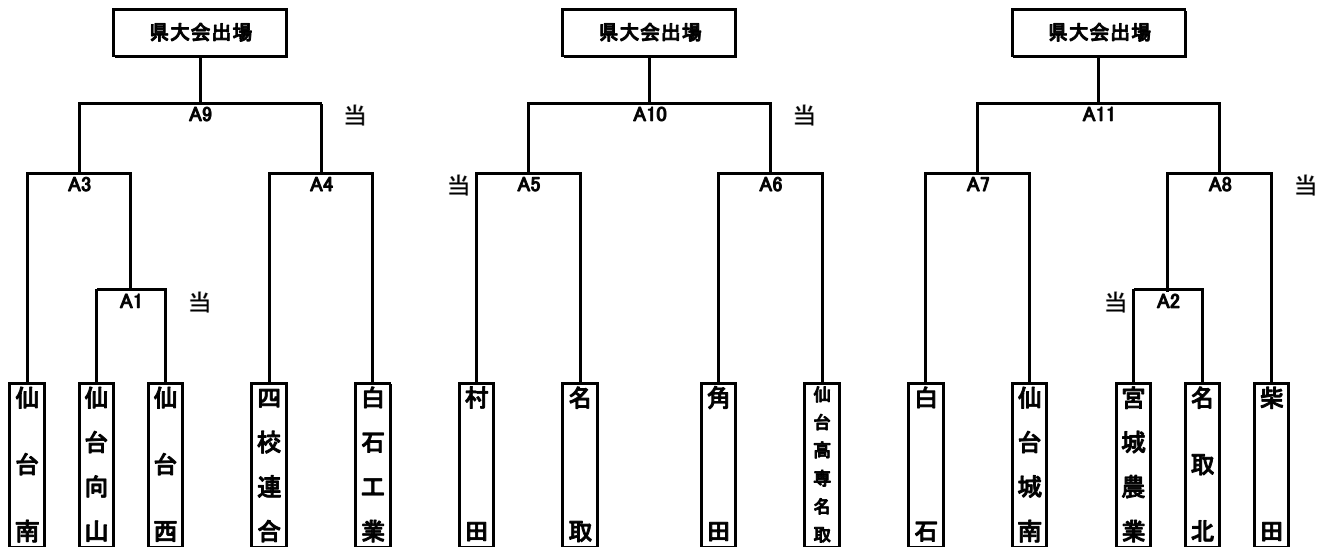 県大会出場
県大会出場
県大会出場
A9
当
A10
当
A11
A3
A4
当
A5
A6
A7
A8
当
A1
当
当
A2
仙台南
仙台向山
仙台西
四校連合
白石工業
村田
名取
角田
仙台高専名取
白石
仙台城南
宮城農業
名取北
柴田